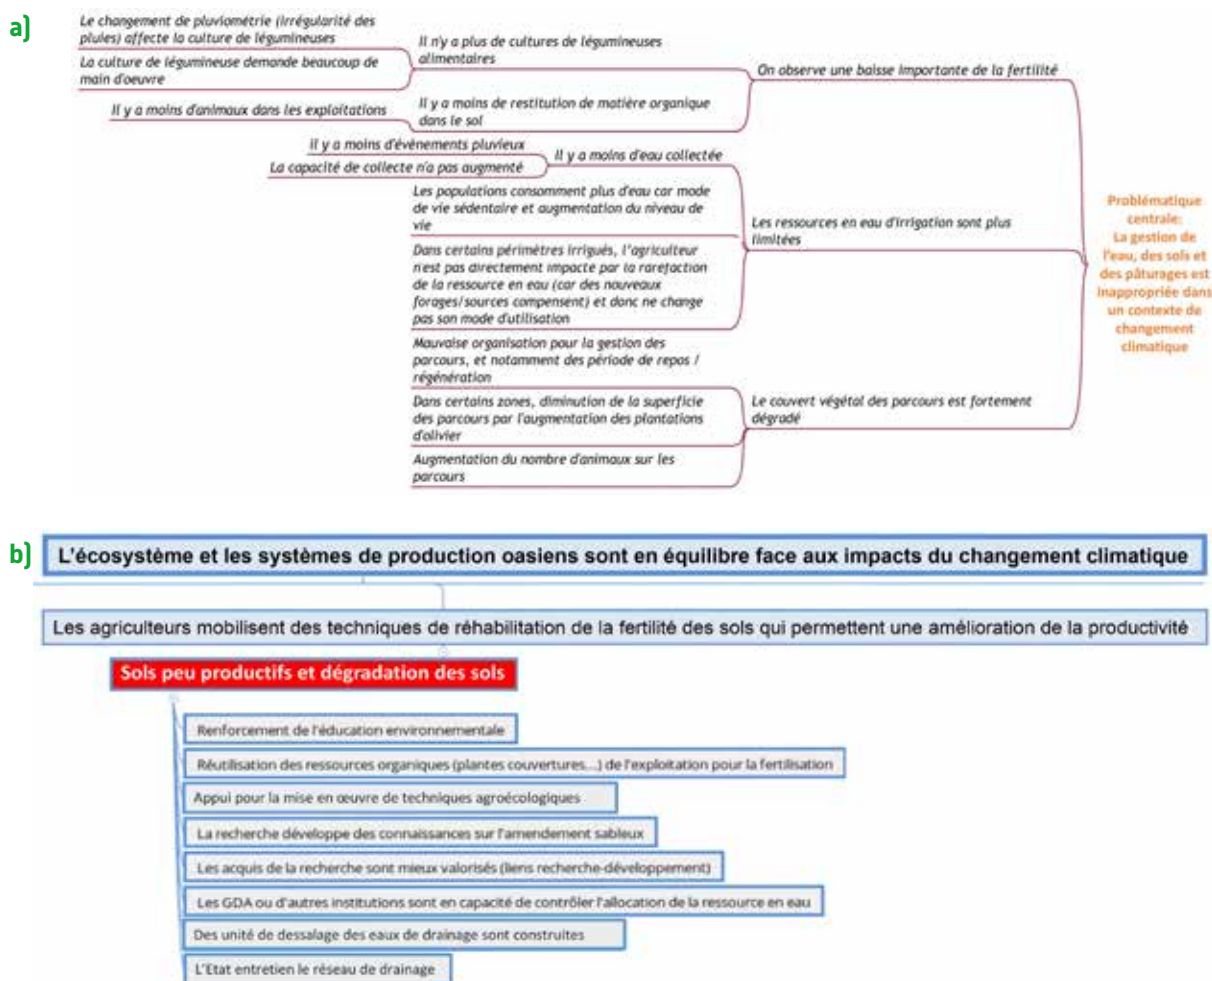 a)
Le changement de pluviométrie (irrégularité des
pluies) affecte la culture de légumineuses
La culture de légumineuse demande beaucoup de
main d'oeuvre
Il n'y a plus de cultures de légumineuses
alimentaires
Il y a moins d'animaux dans les exploitations
Il y a moins de restitution de matière organique
dans le sol
On observe une baisse importante de la fertilité
il y a moins d'évènements pluvieux
La capacité de collecte n'a pas augmenté
Il y a moins d'eau collectée
Les populations consomment plus d'eau car mode
de vie sédentaire et augmentation du niveau de
vie
Dans certains périmètres irrigués, l'agriculteur
n'est pas directement impacte par la rarefaction
de la ressource en eau (car des nouveaux
forages/sources compensent) et donc ne change
pas son mode d'utilisation
Les ressources en eau d'irrigation sont plus
limitées
Mauvaise organisation pour la gestion des
parcours, et notamment des période de repos /
régénération
Dans certains zones, diminution de la superficie
des parcours par l'augmentation des plantations
d'olivier
Augmentation du nombre d'animaux sur les
parcours
Le couvert végétal des parcours est fortement
dégradé
Problématique
centrale:
La gestion de
l'eau, des sols et
des pâturages est
inappropriée dans
un contexte de
changement
climatique
b)
L'écosystème et les systèmes de production oasiens sont en équilibre face aux impacts du changement climatique
Les agriculteurs mobilisent des techniques de réhabilitation de la fertilité des sols qui permettent une amélioration de la productivité
Sols peu productifs et dégradation des sols
Renforcement de l'éducation environnementale
Réutilisation des ressources organiques (plantes couvertures...) de l'exploitation pour la fertilisation
Appui pour la mise en œuvre de techniques agroécologiques
La recherche développe des connaissances sur l'amendement sableux
Les acquis de la recherche sont mieux valorisés (liens recherche-développement)
Les GDA ou d'autres institutions sont en capacité de contrôler l'allocation de la ressource en eau
Des unité de dessalage des eaux de drainage sont construites
L'Etat entretien le réseau de drainage